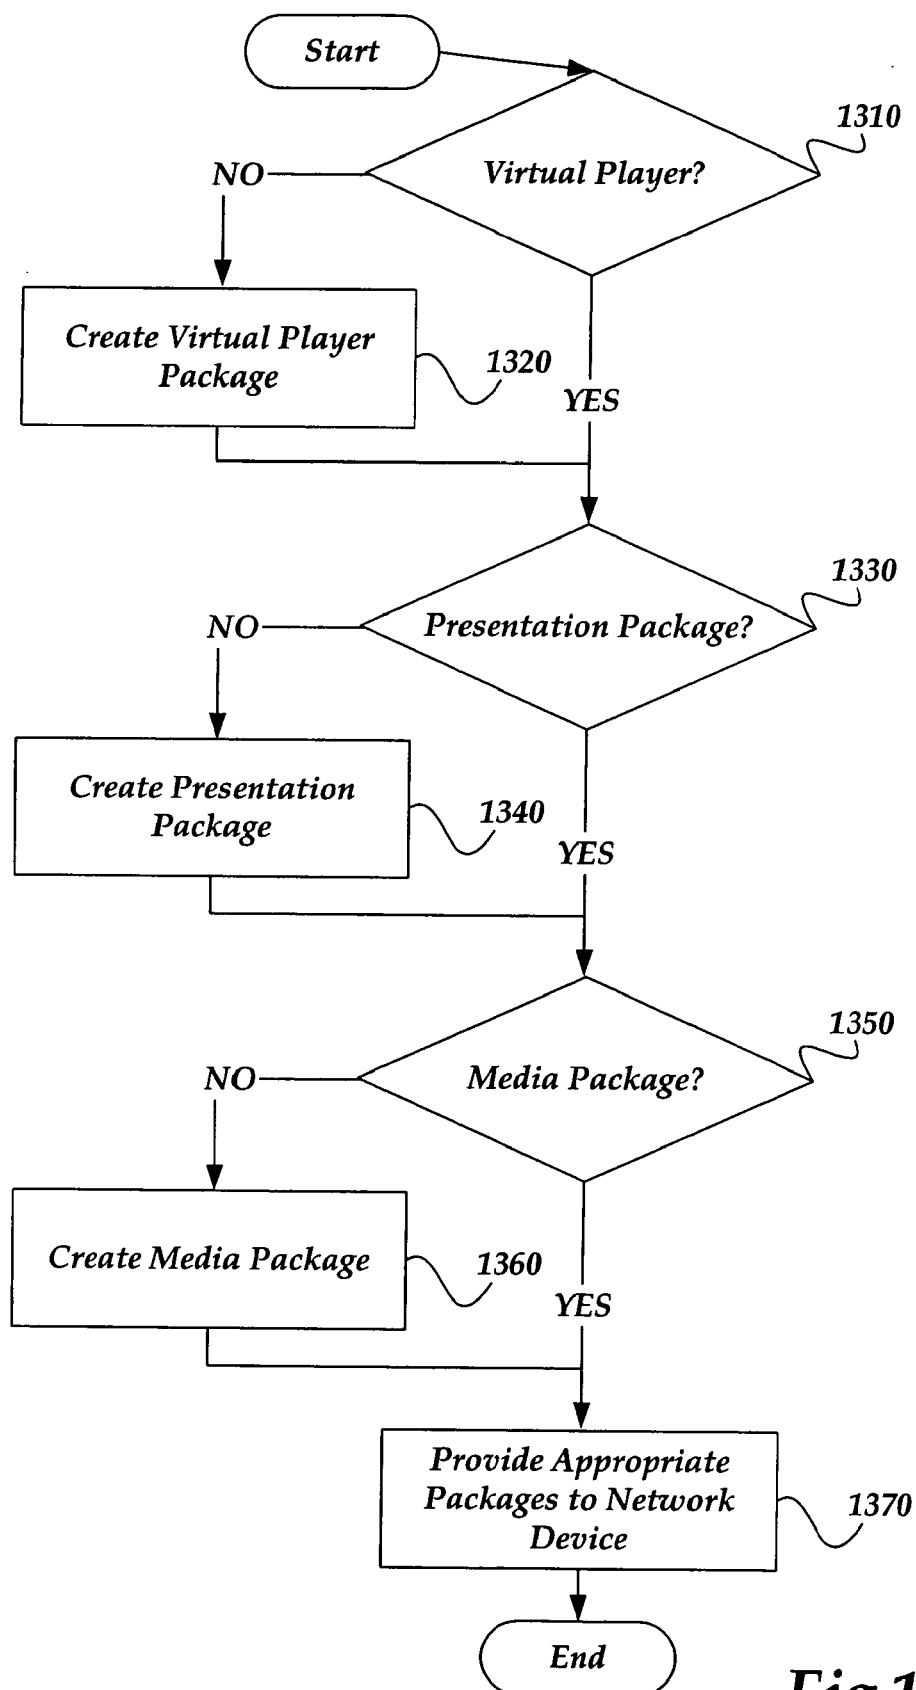 Start
1310
Virtual Player?
NO
Create Virtual Player
Package
1320
YES
1330
Presentation Package?
NO
Create Presentation
Package
1340
YES
1350
Media Package?
NO
Create Media Package
1360
YES
Provide Appropriate
Packages to Network
Device
1370
End